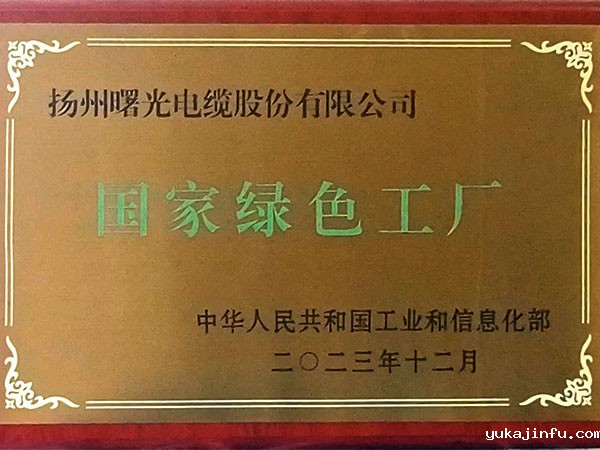 扬州曙光电缆股份有限公司
国家绿色工厂
中华人民共和国工业和信息化部
二〇二三年十二月
yukajinfu.com